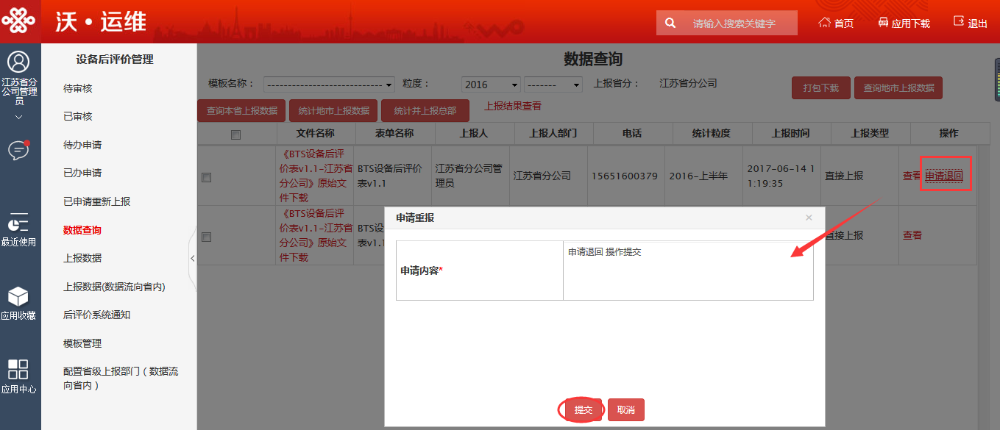 沃·运维
请输入搜索关键字
首页
应用下载
退出
江苏省分
公司管理
员
最近使用
应用收藏
应用中心
设备后评价管理
待审核
已审核
待办申请
已办申请
已申请重新上报
数据查询
上报数据
上报数据(数据流向省内)
后评价系统通知
模板管理
配置省级上报部门（数据流
向省内）
数据查询
模板名称：
粒度：
2016
上报省分：
江苏省分公司
打包下载
查询地市上报数据
查询本省上报数据
统计地市上报数据
统计并上报总部
上报结果查看
文件名称 表单名称 上报人 上报人部门 电话 统计粒度 上报时间 上报类型 操作
《BTS设备后评
价表v1.1-江苏省
分公司》原始文
件下载
BTS设备后评价
表v1.1
江苏省分公司管
理员
江苏省分公司
15651600379
2016-上半年
2017-06-14 1
1:19:35
直接上报
查看
申请退回
《BTS设备后评
价表v1.1-江苏省
分公司》原始文
件下载
BTS设
表v1.1
直接上报
查看
申请重报
×
申请内容*
申请退回 操作提交
提交
取消